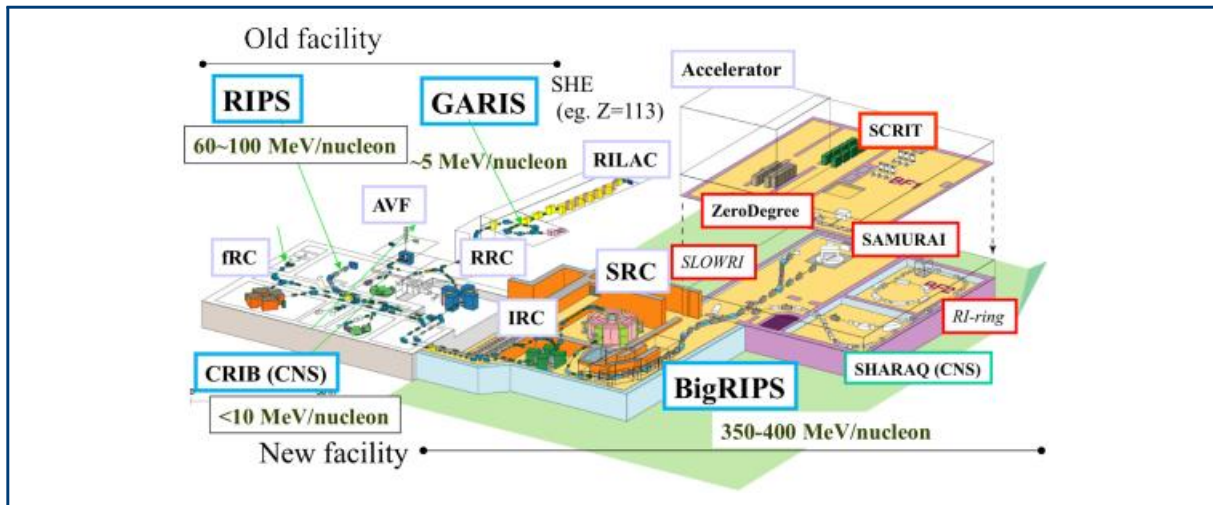 Old facility
Accelerator
RIPS
GARIS
SHE
(eg. Z=113)
SCRIT
60~100 MeV/nucleon
~5 MeV/nucleon
RILAC
BF1
AVF
ZeroDegree
SAMURAI
fRC
RRC
SRC
SLOWRI
BF2
IRC
RI-ring
CRIB (CNS)
BigRIPS
SHARAQ (CNS)
<10 MeV/nucleon
350-400 MeV/nucleon
New facility